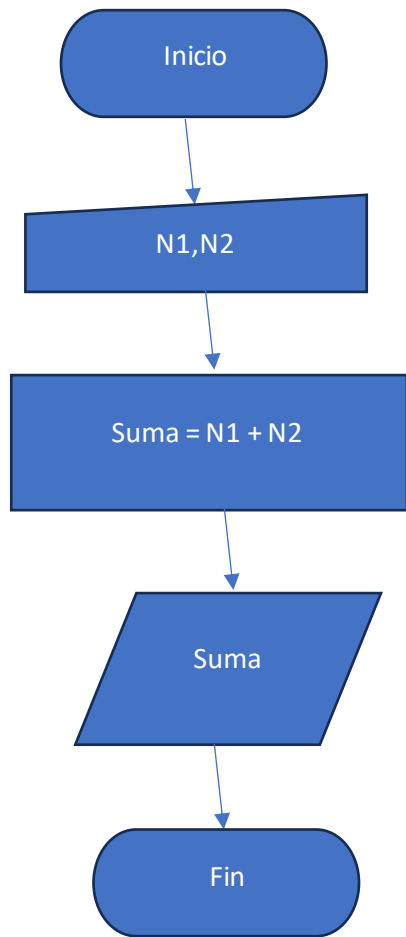 Inicio
N1,N2
Suma = N1 + N2
Suma
Fin